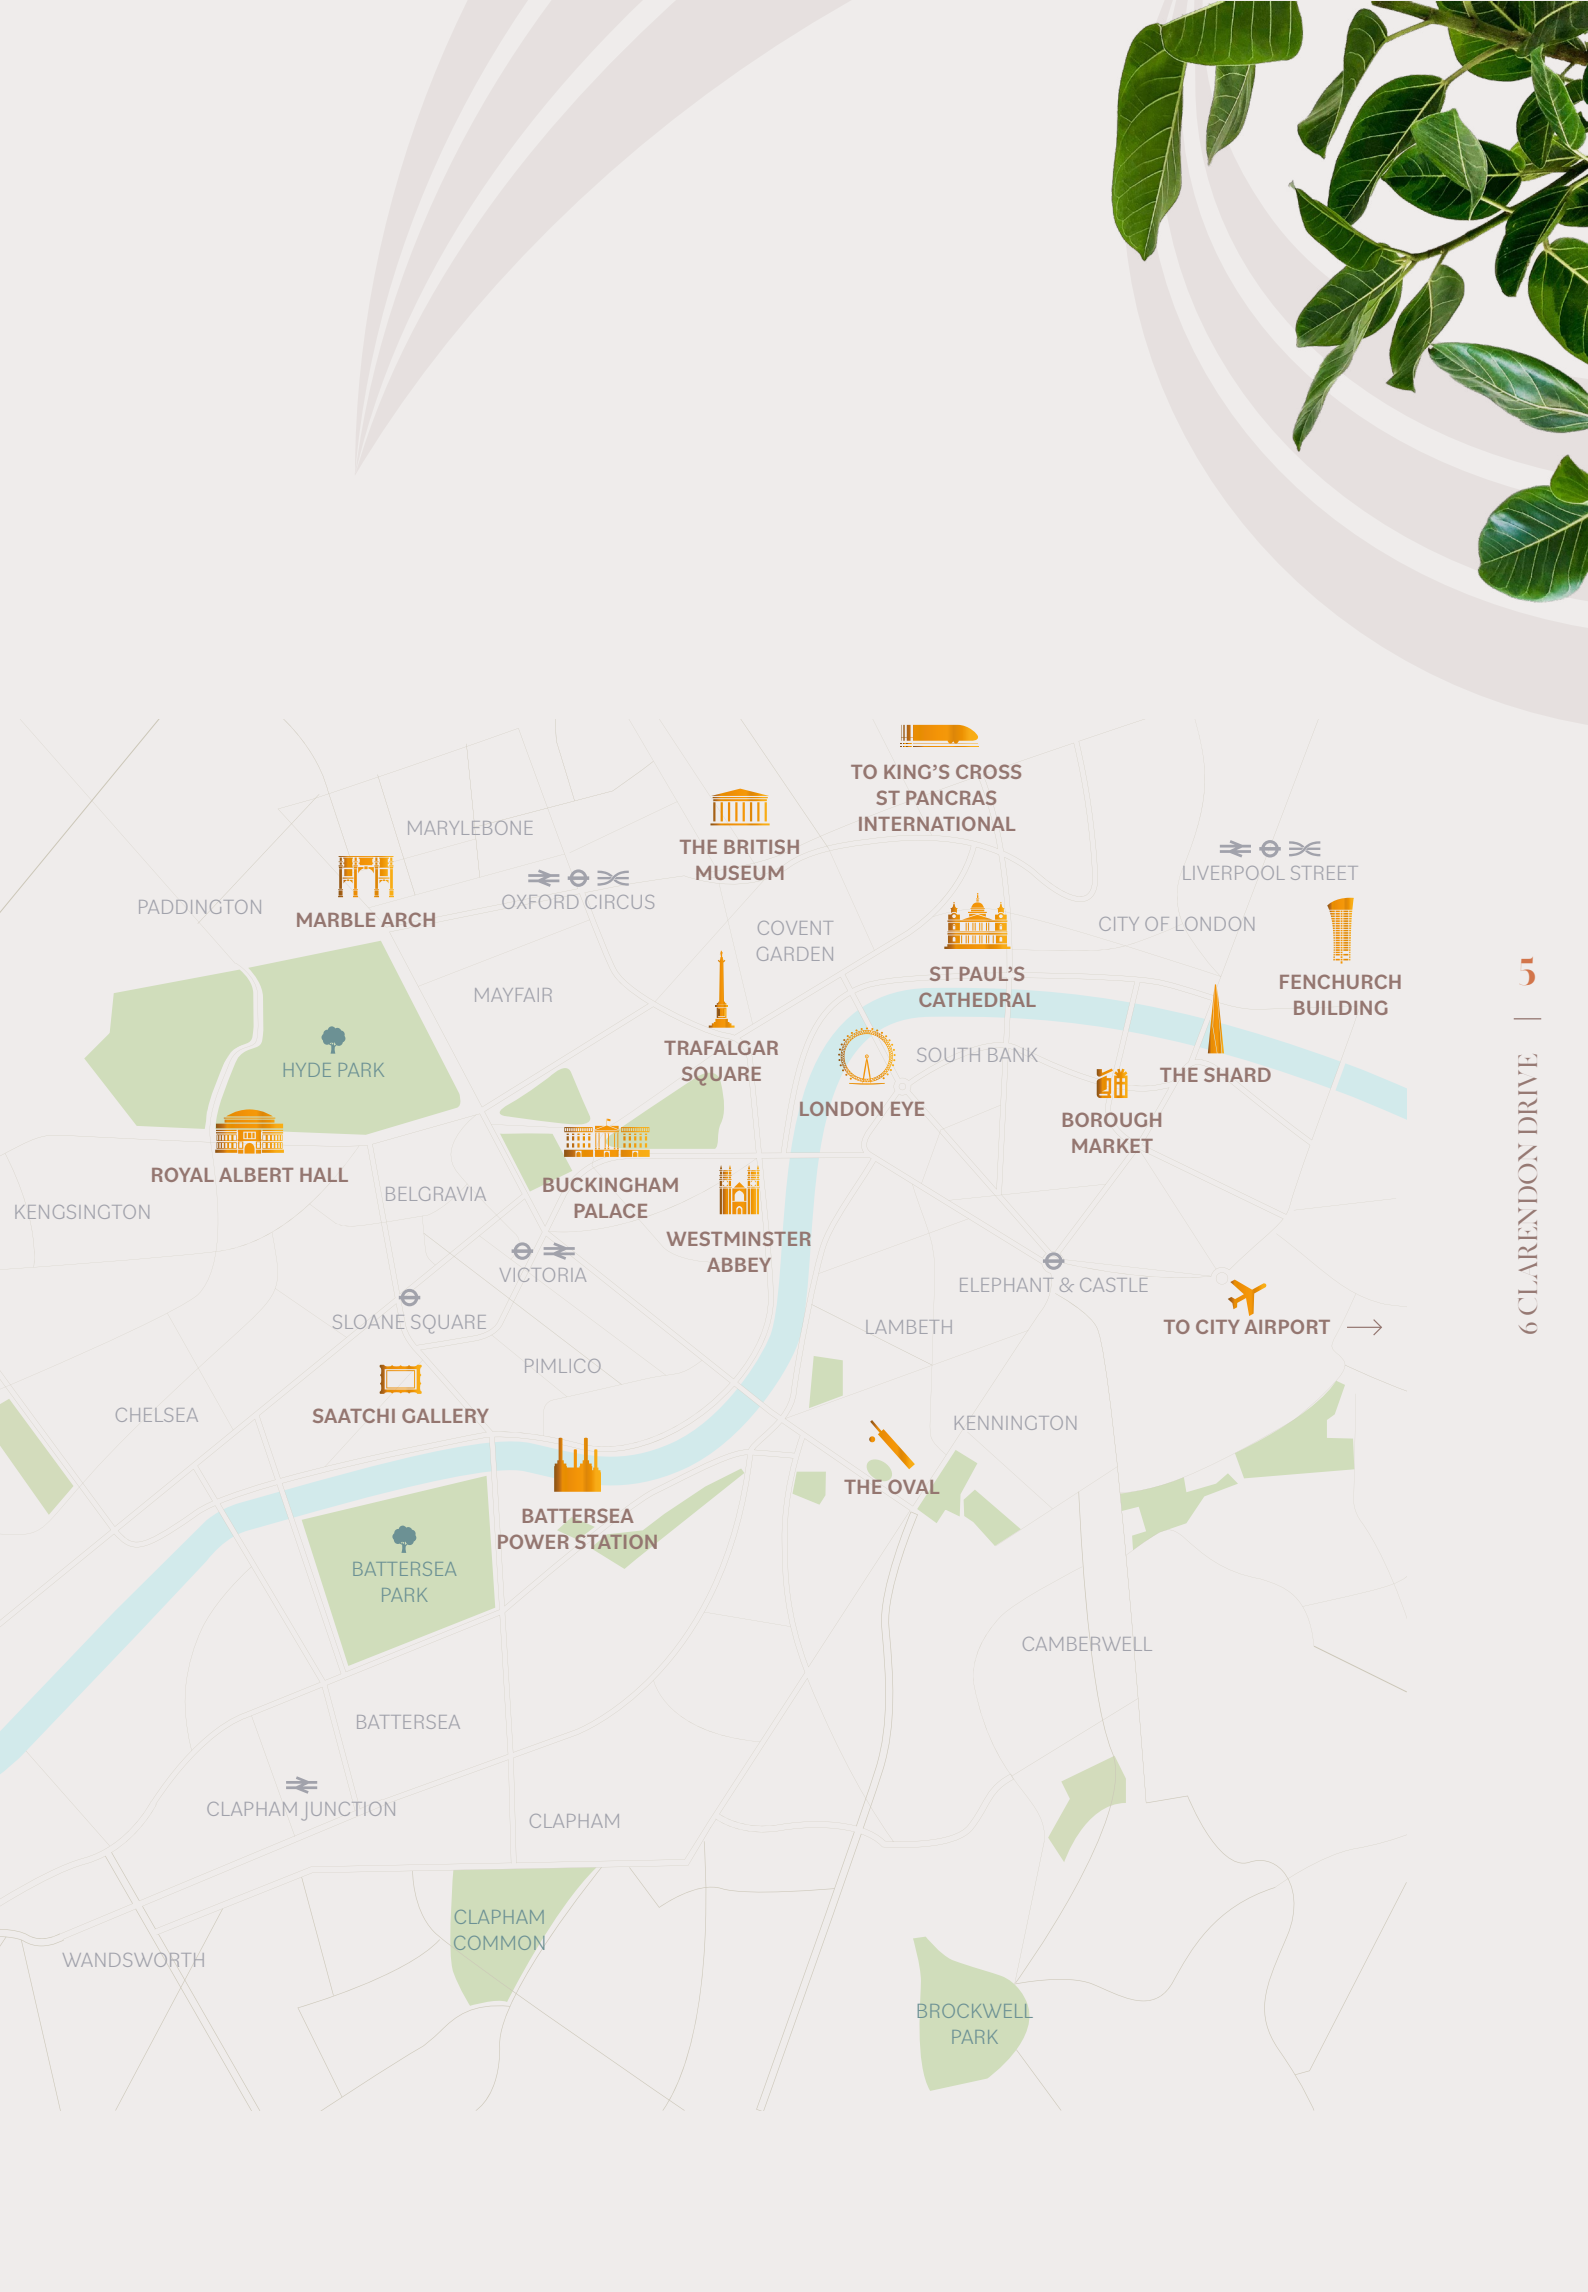 TO KING’S CROSS
ST PANCRAS
INTERNATIONAL
MARYLEBONE
THE BRITISH
MUSEUM
LIVERPOOL STREET
OXFORD CIRCUS
PADDINGTON
MARBLE ARCH
COVENT
GARDEN
CITY OF LONDON
ST PAUL’S
CATHEDRAL
FENCHURCH
BUILDING
MAYFAIR
TRAFALGAR
SQUARE
SOUTH BANK
HYDE PARK
THE SHARD
LONDON EYE
BOROUGH
MARKET
ROYAL ALBERT HALL
BELGRAVIA
BUCKINGHAM
PALACE
KENGSINGTON
WESTMINSTER
ABBEY
VICTORIA
ELEPHANT & CASTLE
SLOANE SQUARE
LAMBETH
TO CITY AIRPORT
PIMLICO
CHELSEA
SAATCHI GALLERY
KENNINGTON
THE OVAL
BATTERSEA
POWER STATION
BATTERSEA
PARK
CAMBERWELL
BATTERSEA
CLAPHAM JUNCTION
CLAPHAM
CLAPHAM
COMMON
WANDSWORTH
BROCKWELL
PARK
5
6 CLARENDON DRIVE